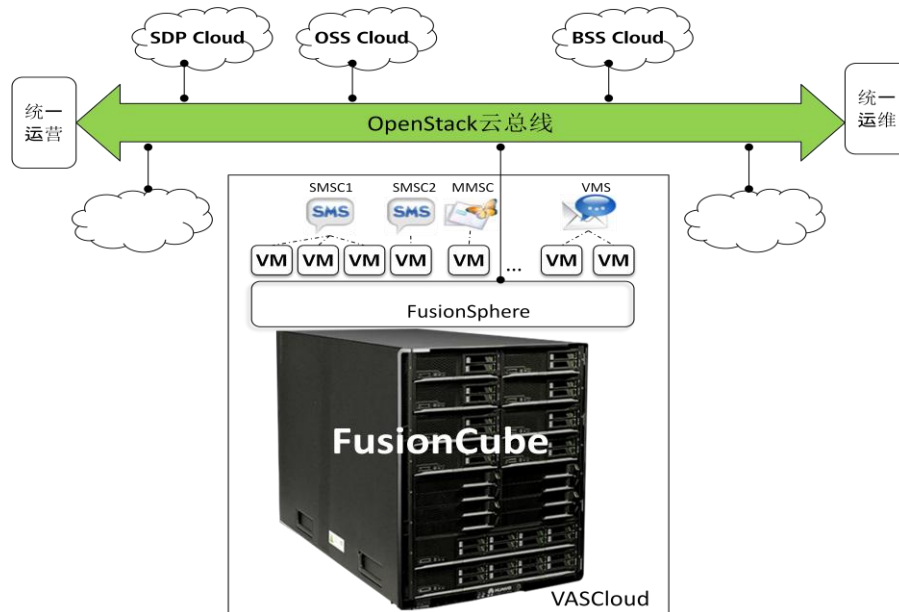 SDP Cloud
OSS Cloud
BSS Cloud
统一
运营
OpenStack云总线
统一
运维
SMSC1
SMSC2
MMSC
VMS
SMS
SMS
VM
VM
VM
VM
VM
...
VM
VM
FusionSphere
FusionCube
HUAWEI
VASCloud